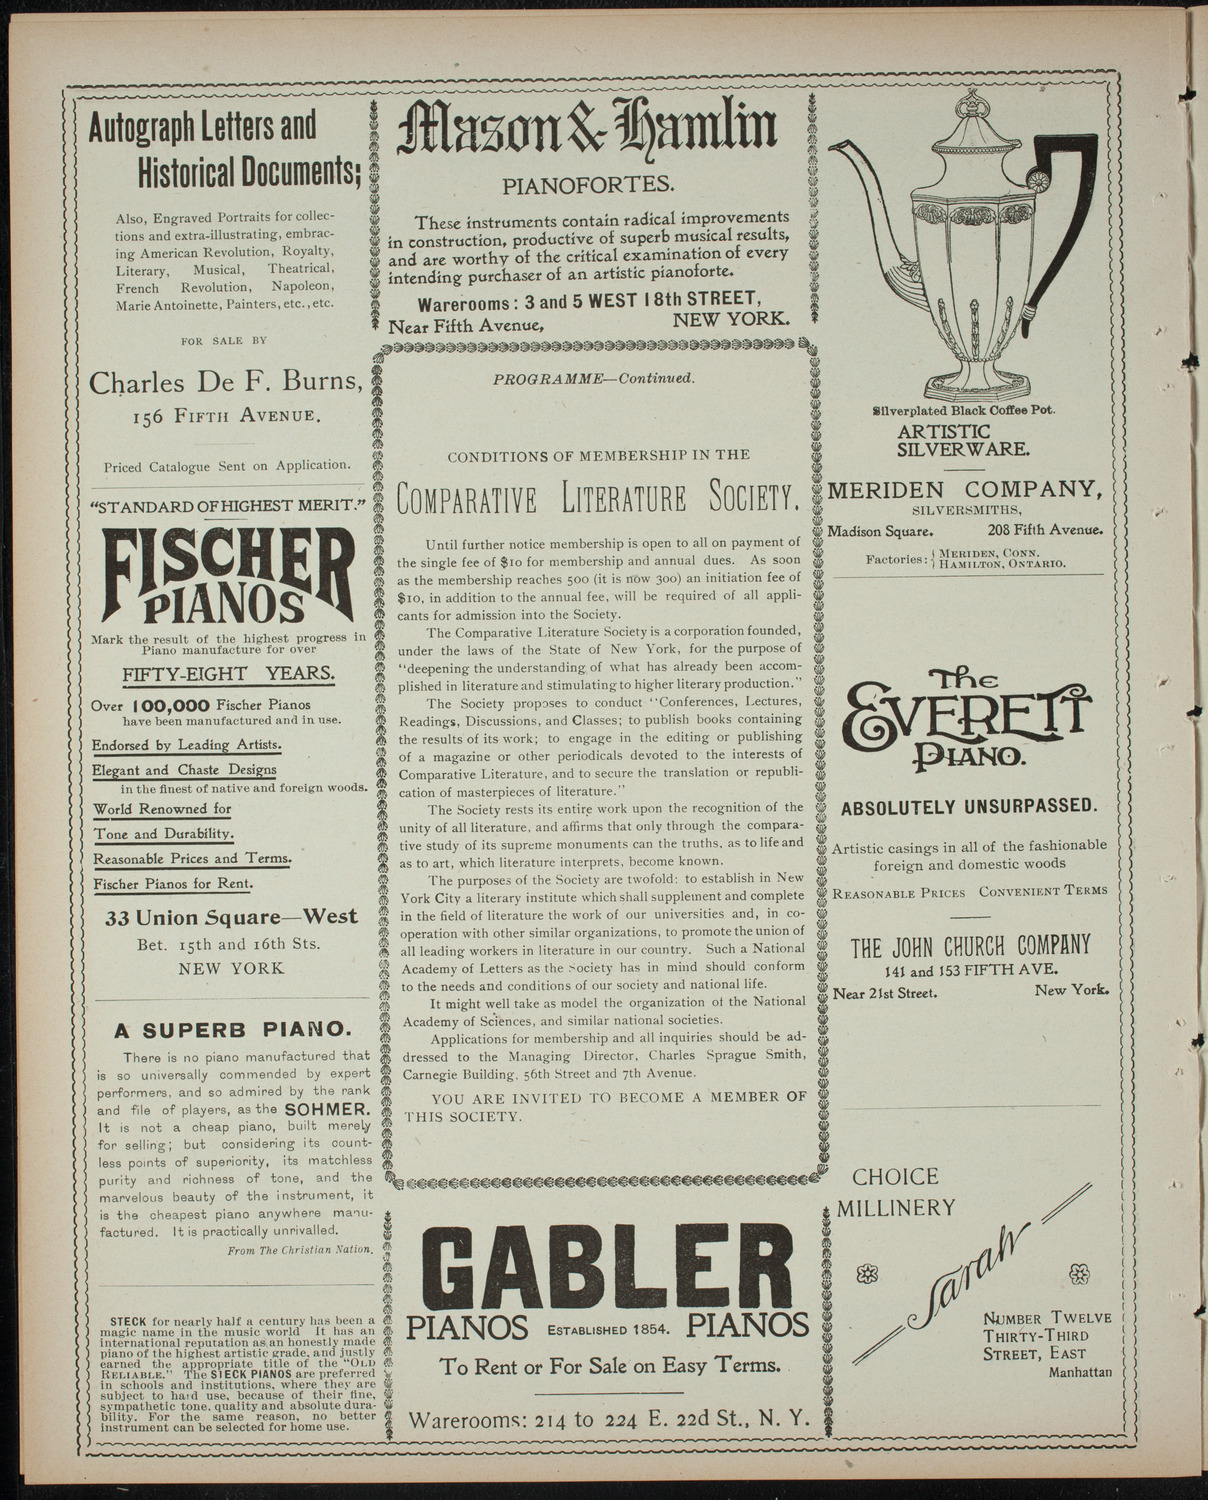 Autograph Letters and
Historical Documents;
Also, Engraved Portraits for collec-
tions and extra-illustrating, embrac-
ing American Revolution, Royalty,
Literary, Musical, Theatrical,
French Revolution, Napoleon,
Marie Antoinette, Painters, etc., etc.
FOR SALE BY
Charles De F. Burns,
156 FIFTH AVENUE.
Priced Catalogue Sent on Application.
"STANDARD OF HIGHEST MERIT."
FISCHER
PIANOS
Mark the result of the highest progress in
Piano manufacture for over
FIFTY-EIGHT YEARS.
Over 100,000 Fischer Pianos
have been manufactured and in use.
Endorsed by Leading Artists.
Elegant and Chaste Designs
in the finest of native and foreign woods.
World Renowned for
Tone and Durability.
Reasonable Prices and Terms.
Fischer Pianos for Rent.
33 Union Square—West
Bet. 15th and 16th Sts.
NEW YORK
A SUPERB PIANO.
There is no piano manufactured that
is so universally commended by expert
performers, and so admired by the rank
and file of players, as the SOHMER.
It is not a cheap piano, built merely
for selling; but considering its count-
less points of superiority, its matchless
purity and richness of tone, and the
marvelous beauty of the instrument, it
is the cheapest piano anywhere manu-
factured. It is practically unrivalled.
From The Christian Nation.
STECK for nearly half a century has been a
magic name in the music world It has an
international reputation as an honestly made
piano of the highest artistic grade, and justly
earned the appropriate title of the "OLD
RELIABLE." The STECK PIANOS are preferred
in schools and institutions, where they are
subject to hard use, because of their fine,
sympathetic tone, quality and absolute dura-
bility. For the same reason, no better
instrument can be selected for home use.
Mason & Hamlin
PIANOFORTES.
These instruments contain radical improvements
in construction, productive of superb musical results,
and are worthy of the critical examination of every
intending purchaser of an artistic pianoforte.
Warerooms: 3 and 5 WEST 18th STREET,
Near Fifth Avenue, NEW YORK.
PROGRAMME—Continued.
CONDITIONS OF MEMBERSHIP IN THE
COMPARATIVE LITERATURE SOCIETY.
Until further notice membership is open to all on payment of
the single fee of $10 for membership and annual dues. As soon
as the membership reaches 500 (it is now 300) an initiation fee of
$10, in addition to the annual fee, will be required of all appli-
cants for admission into the Society.
The Comparative Literature Society is a corporation founded,
under the laws of the State of New York, for the purpose of
"deepening the understanding of what has already been accom-
plished in literature and stimulating to higher literary production."
The Society proposes to conduct "Conferences, Lectures,
Readings, Discussions, and Classes; to publish books containing
the results of its work; to engage in the editing or publishing
of a magazine or other periodicals devoted to the interests of
Comparative Literature, and to secure the translation or republi-
cation of masterpieces of literature."
The Society rests its entire work upon the recognition of the
unity of all literature, and affirms that only through the compara-
tive study of its supreme monuments can the truths, as to life and
as to art, which literature interprets, become known.
The purposes of the Society are twofold: to establish in New
York City a literary institute which shall supplement and complete
in the field of literature the work of our universities and, in co-
operation with other similar organizations, to promote the union of
all leading workers in literature in our country. Such a National
Academy of Letters as the Society has in mind should conform
to the needs and conditions of our society and national life.
It might well take as model the organization of the National
Academy of Sciences, and similar national societies.
Applications for membership and all inquiries should be ad-
dressed to the Managing Director, Charles Sprague Smith,
Carnegie Building, 56th Street and 7th Avenue.
YOU ARE INVITED TO BECOME A MEMBER OF
THIS SOCIETY.
GABLER
PIANOS ESTABLISHED 1854. PIANOS
To Rent or For Sale on Easy Terms.
Warerooms: 214 to 224 E. 22d St., N. Y.
Silverplated Black Coffee Pot.
ARTISTIC
SILVERWARE.
MERIDEN COMPANY,
SILVERSMITHS,
Madison Square. 208 Fifth Avenue.
Factories: { MERIDEN, CONN.
HAMILTON, ONTARIO.
The
EVERETT
PIANO.
ABSOLUTELY UNSURPASSED.
Artistic casings in all of the fashionable
foreign and domestic woods
REASONABLE PRICES CONVENIENT TERMS
THE JOHN CHURCH COMPANY
141 and 153 FIFTH AVE.
Near 21st Street. New York.
CHOICE
MILLINERY
Sarah
NUMBER TWELVE
THIRTY-THIRD
STREET, EAST
Manhattan